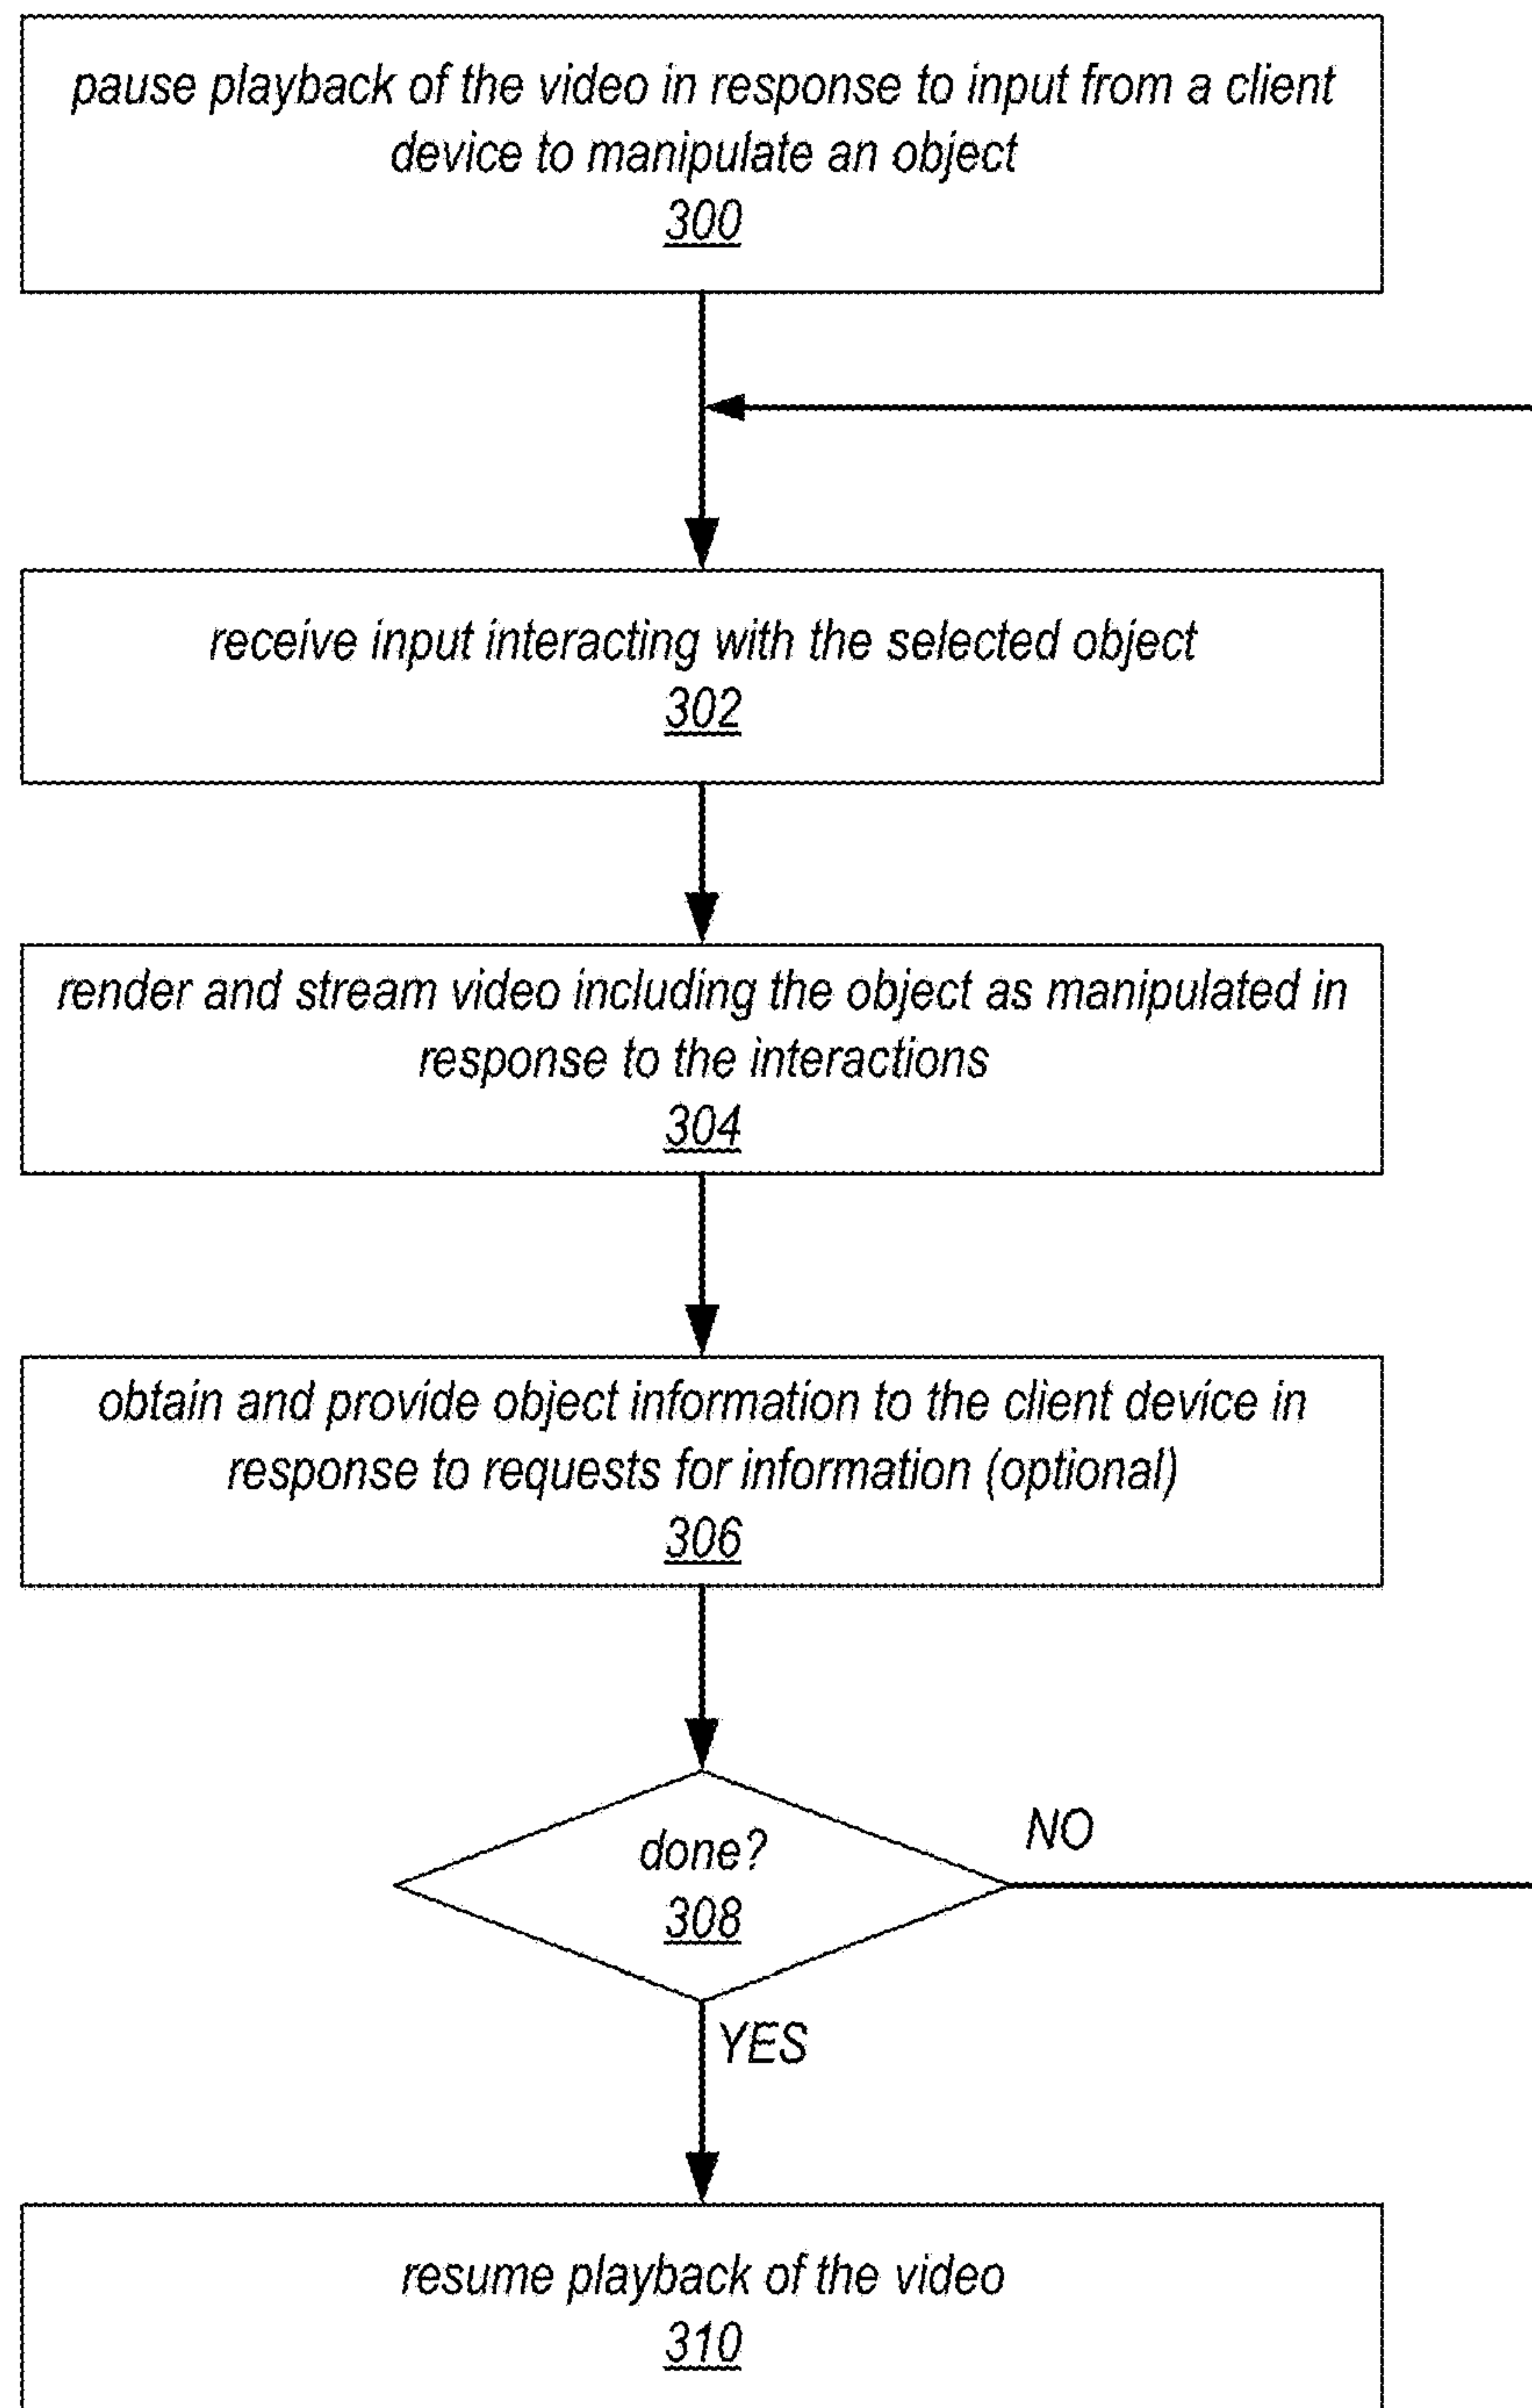 pause playback of the video in response to input from a client
device to manipulate an object
300
receive input interacting with the selected object
302
render and stream video including the object as manipulated in
response to the interactions
304
obtain and provide object information to the client device in
response to requests for information (optional)
306
done?
308
NO
YES
resume playback of the video
310